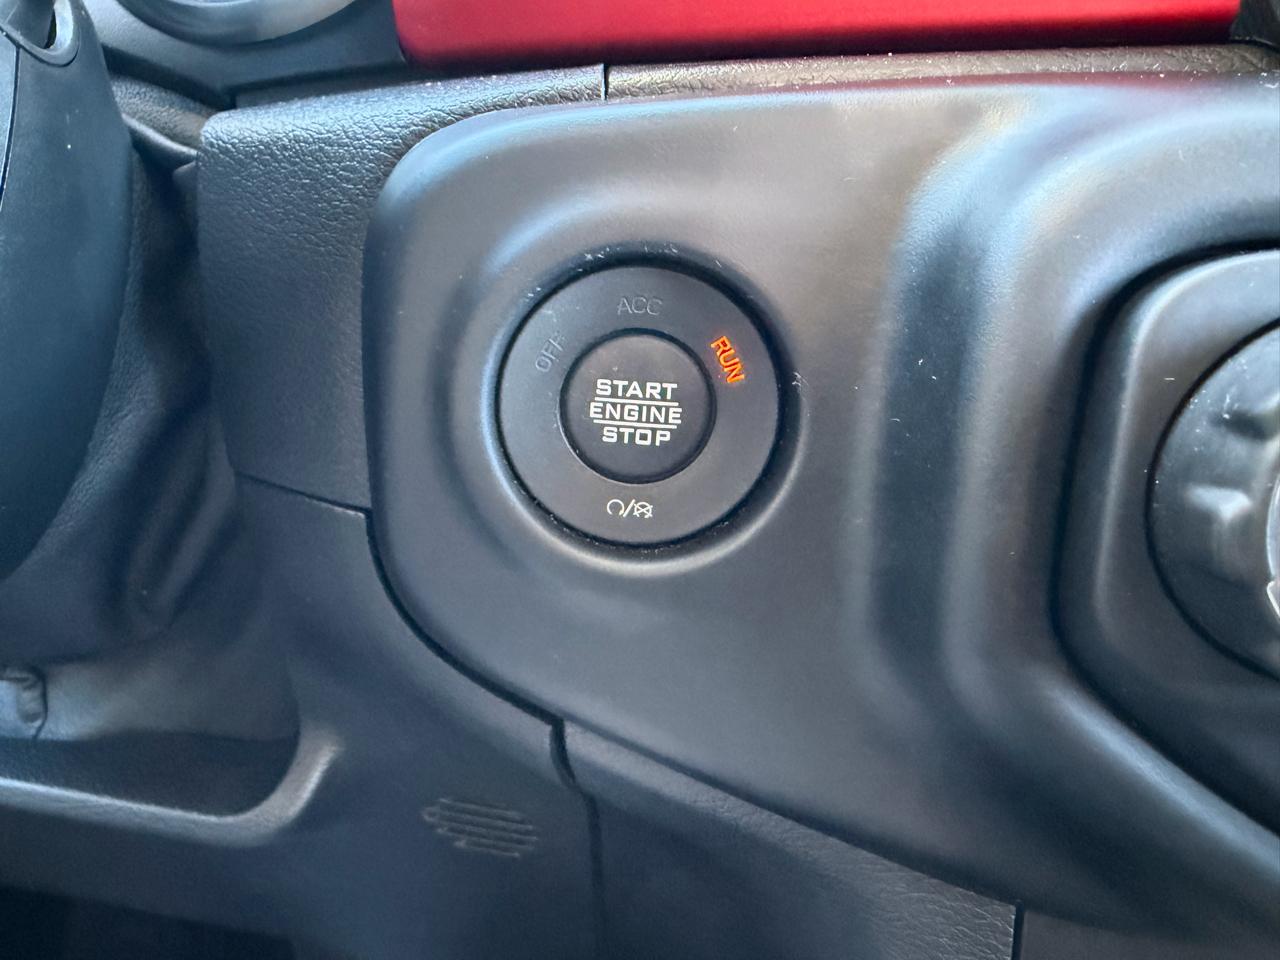 ACC
OFF
RUN
START
ENGINE
STOP